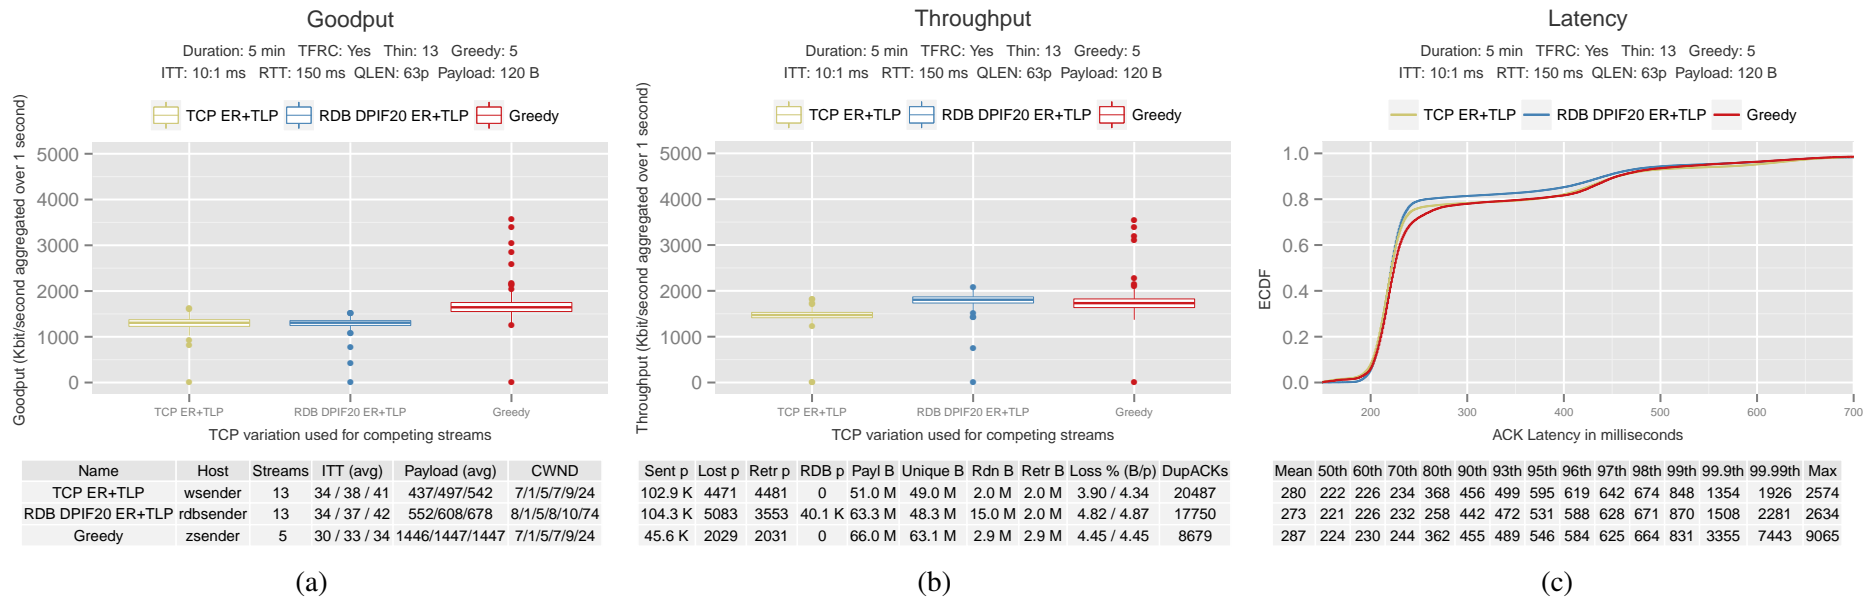 Goodput
Duration: 5 min TFRC: Yes Thin: 13 Greedy: 5
ITT: 10:1 ms RTT: 150 ms QLEN: 63p Payload: 120 B
TCP ER+TLP RDB DPIF20 ER+TLP Greedy
Goodput (Kbit/second aggregated over 1 second)
5000
4000
3000
2000
1000
0
TCP ER+TLP RDB DPIF20 ER+TLP Greedy
TCP variation used for competing streams
Name Host Streams ITT (avg) Payload (avg) CWND
TCP ER+TLP wsender 13 34 / 38 / 41 437/497/542 7/1/5/7/9/24
RDB DPIF20 ER+TLP rdbsender 13 34 / 37 / 42 552/608/678 8/1/5/8/10/74
Greedy zsender 5 30 / 33 / 34 1446/1447/1447 7/1/5/7/9/24
(a)
Throughput
Duration: 5 min TFRC: Yes Thin: 13 Greedy: 5
ITT: 10:1 ms RTT: 150 ms QLEN: 63p Payload: 120 B
TCP ER+TLP RDB DPIF20 ER+TLP Greedy
Throughput (Kbit/second aggregated over 1 second)
5000
4000
3000
2000
1000
0
TCP ER+TLP RDB DPIF20 ER+TLP Greedy
TCP variation used for competing streams
Sent p Lost p Retr p RDB p Payl B Unique B Rdn B Retr B Loss % (B/p) DupACKs
102.9 K 4471 4481 0 51.0 M 49.0 M 2.0 M 2.0 M 3.90 / 4.34 20487
104.3 K 5083 3553 40.1 K 63.3 M 48.3 M 15.0 M 2.0 M 4.82 / 4.87 17750
45.6 K 2029 2031 0 66.0 M 63.1 M 2.9 M 2.9 M 4.45 / 4.45 8679
(b)
Latency
Duration: 5 min TFRC: Yes Thin: 13 Greedy: 5
ITT: 10:1 ms RTT: 150 ms QLEN: 63p Payload: 120 B
TCP ER+TLP RDB DPIF20 ER+TLP Greedy
ECDF
1.0
0.8
0.6
0.4
0.2
0.0
200 300 400 500 600 700
ACK Latency in milliseconds
Mean 50th 60th 70th 80th 90th 93th 95th 96th 97th 98th 99th 99.9th 99.99th Max
280 222 226 234 368 456 499 595 619 642 674 848 1354 1926 2574
273 221 226 232 258 442 472 531 588 628 671 870 1508 2281 2634
287 224 230 244 362 455 489 546 584 625 664 831 3355 7443 9065
(c)